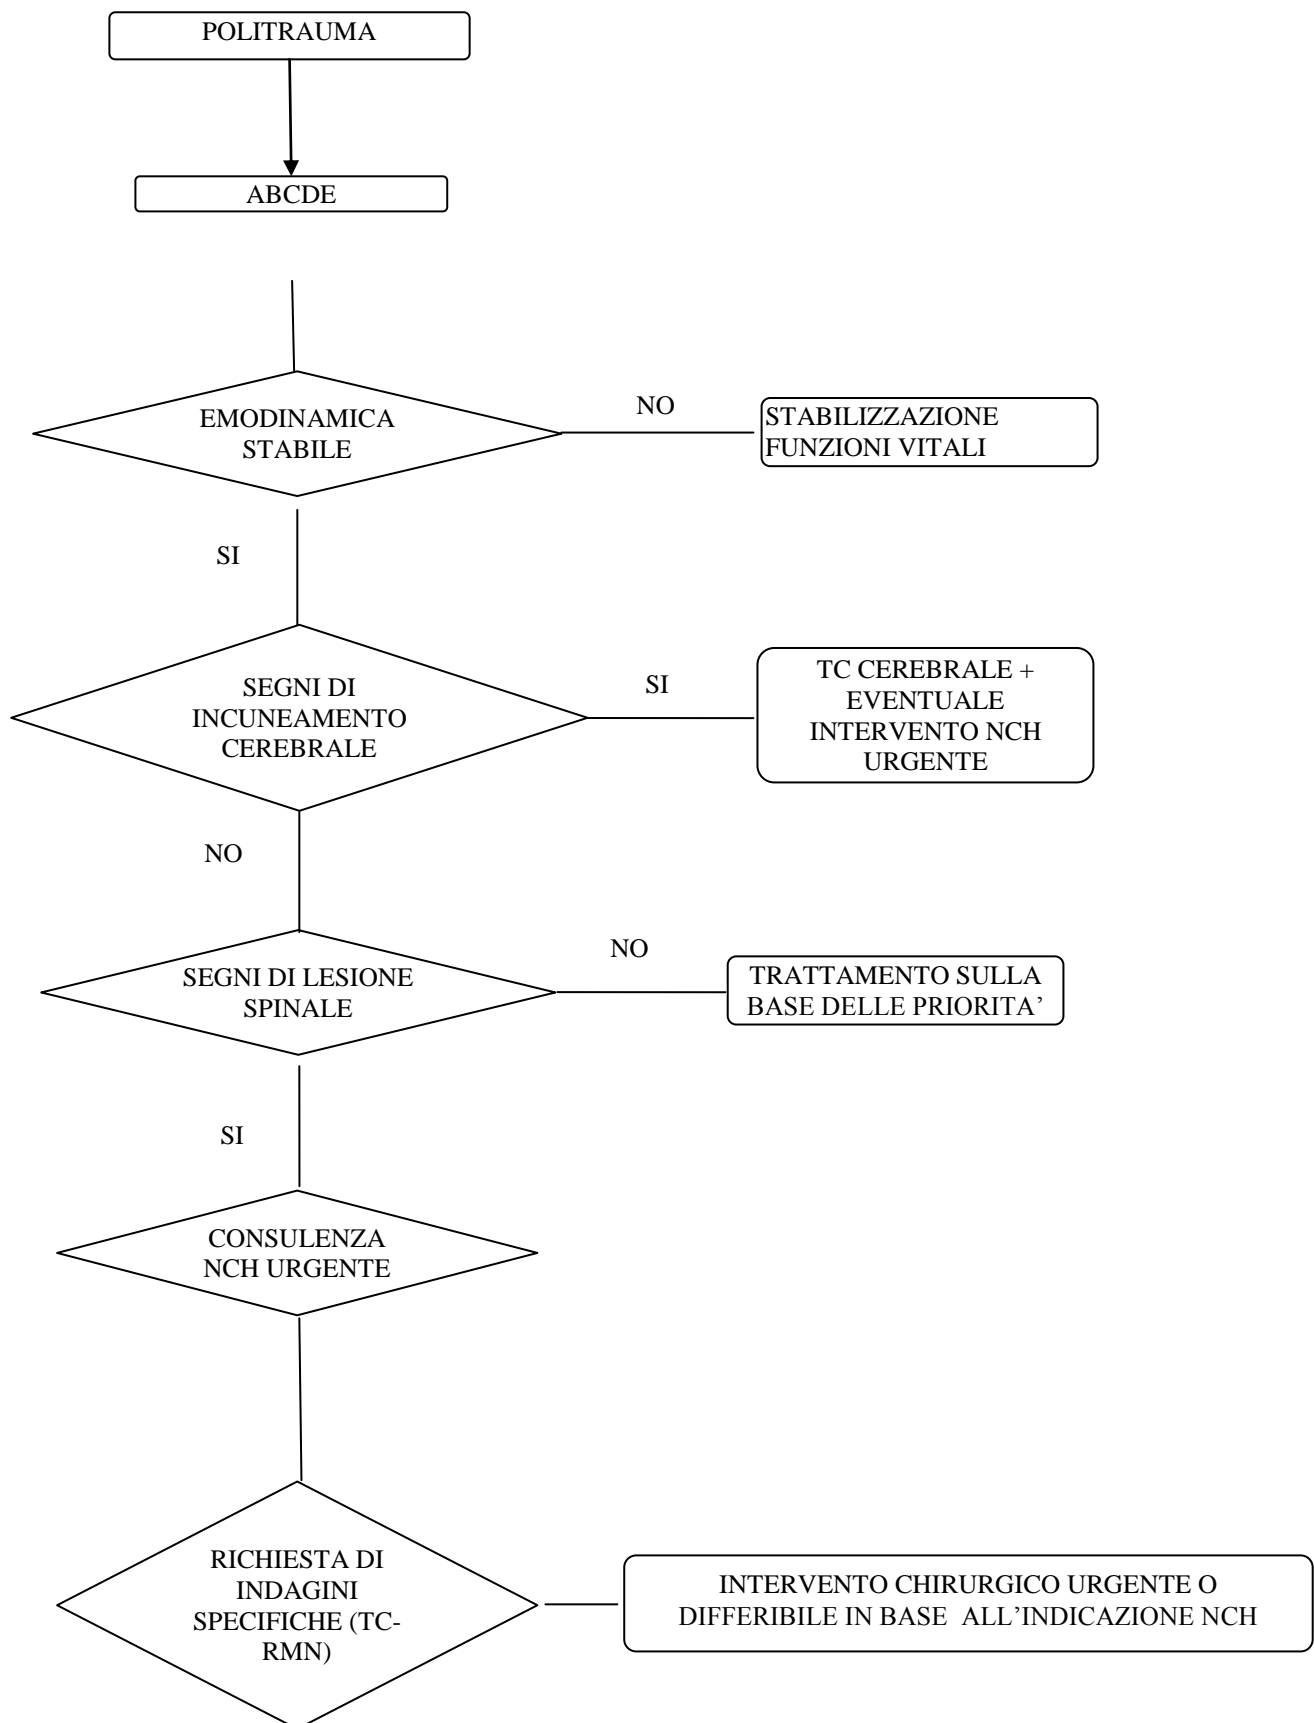 POLITRAUMA
ABCDE
EMODINAMICA
STABILE
NO
STABILIZZAZIONE
FUNZIONI VITALI
SI
SEGNI DI
INCUNEAMENTO
CEREBRALE
SI
TC CEREBRALE +
EVENTUALE
INTERVENTO NCH
URGENTE
NO
SEGNI DI LESIONE
SPINALE
NO
TRATTAMENTO SULLA
BASE DELLE PRIORITA’
SI
CONSULENZA
NCH URGENTE
RICHIESTA DI
INDAGINI
SPECIFICHE (TC-
RMN)
INTERVENTO CHIRURGICO URGENTE O
DIFFERIBILE IN BASE  ALL’INDICAZIONE NCH